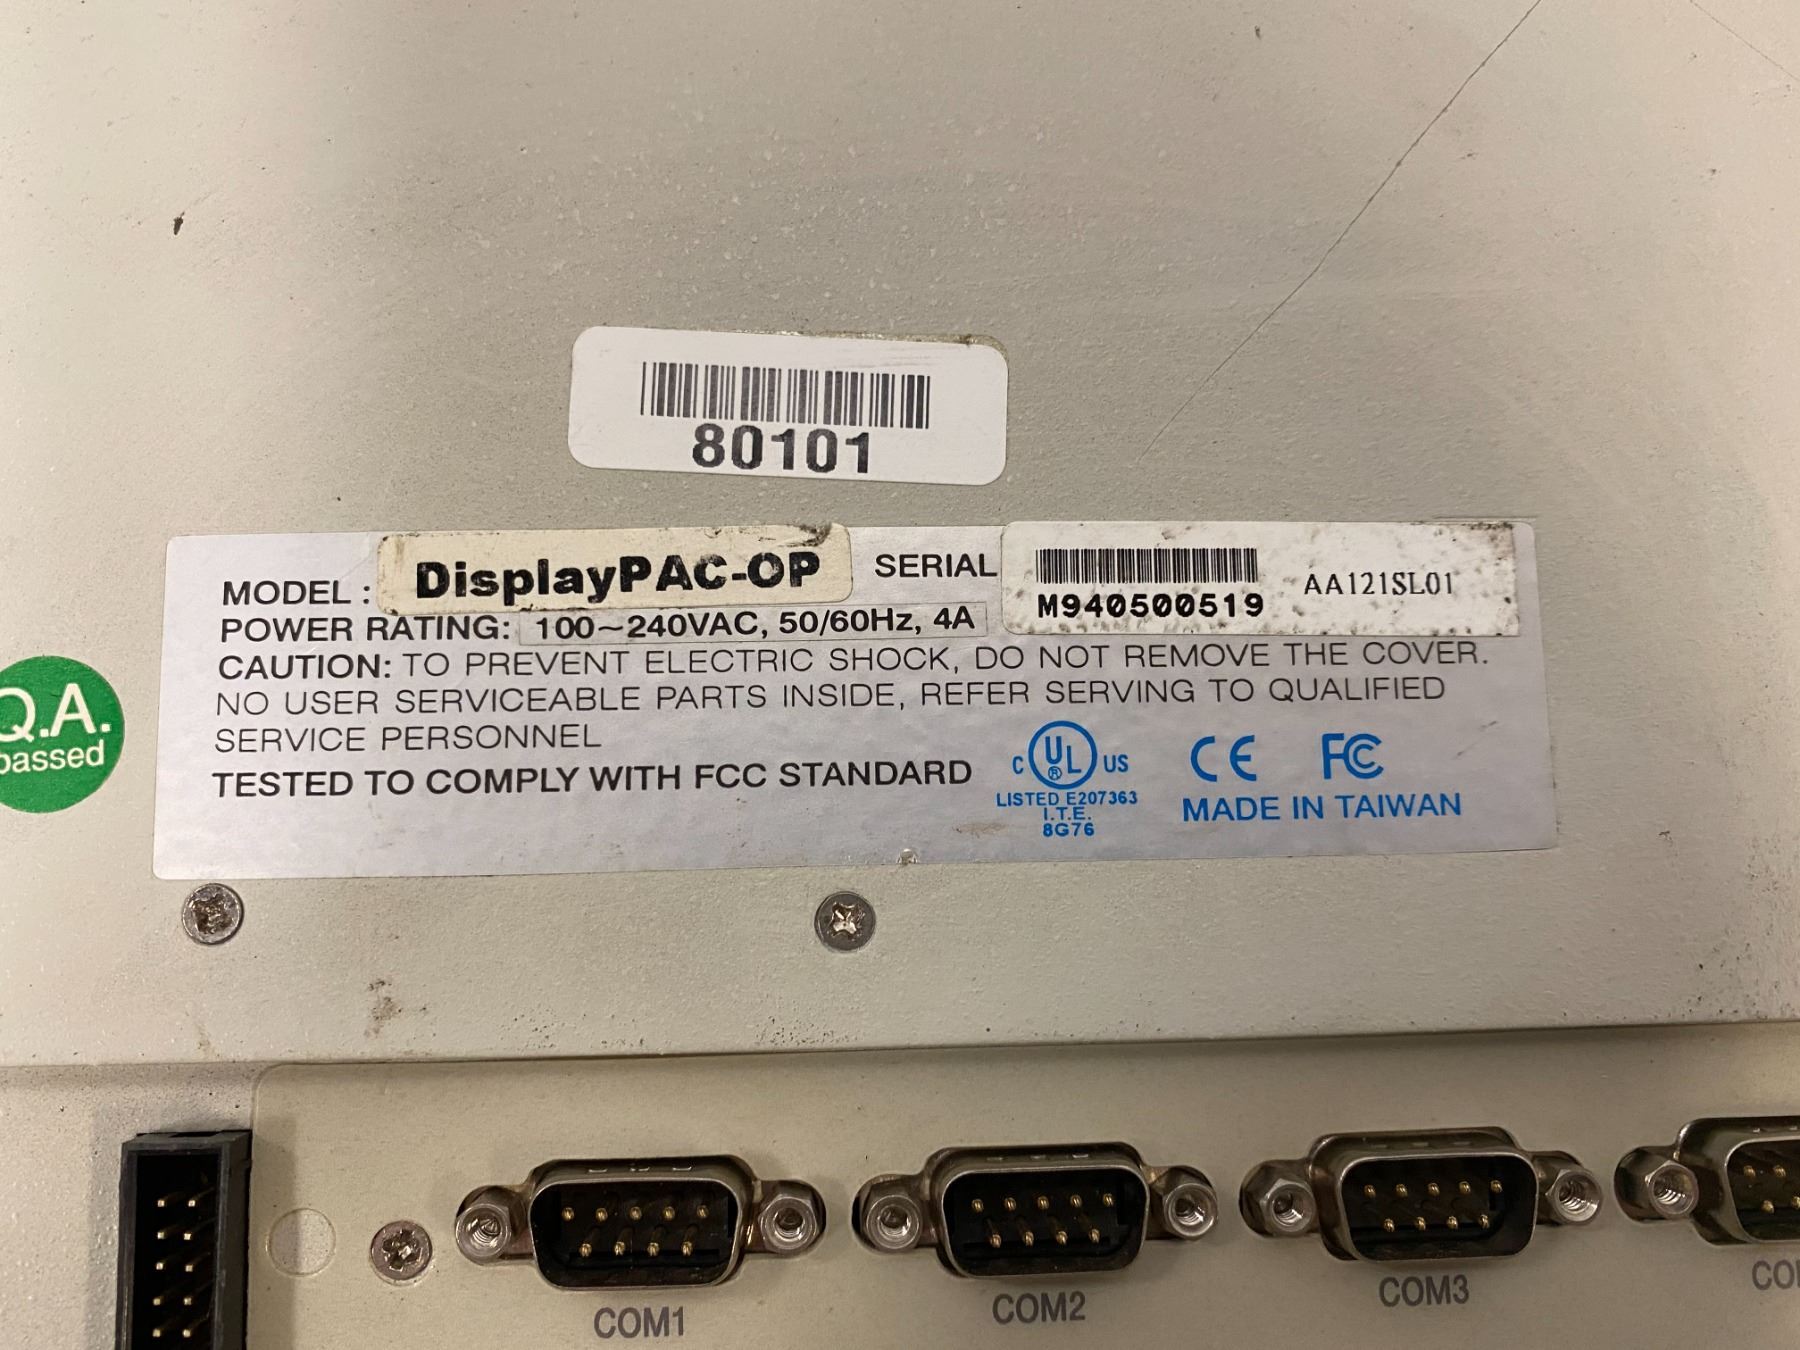 80101
MODEL : DisplayPAC-OP SERIAL M940500519 AA121SL01
POWER RATING: 100~240VAC, 50/60Hz, 4A
CAUTION: TO PREVENT ELECTRIC SHOCK, DO NOT REMOVE THE COVER.
NO USER SERVICEABLE PARTS INSIDE, REFER SERVING TO QUALIFIED
SERVICE PERSONNEL
TESTED TO COMPLY WITH FCC STANDARD
C UL ® US
LISTED E207363
I.T.E.
8G76
CE FC
MADE IN TAIWAN
Q.A.
passed
COM1
COM2
COM3